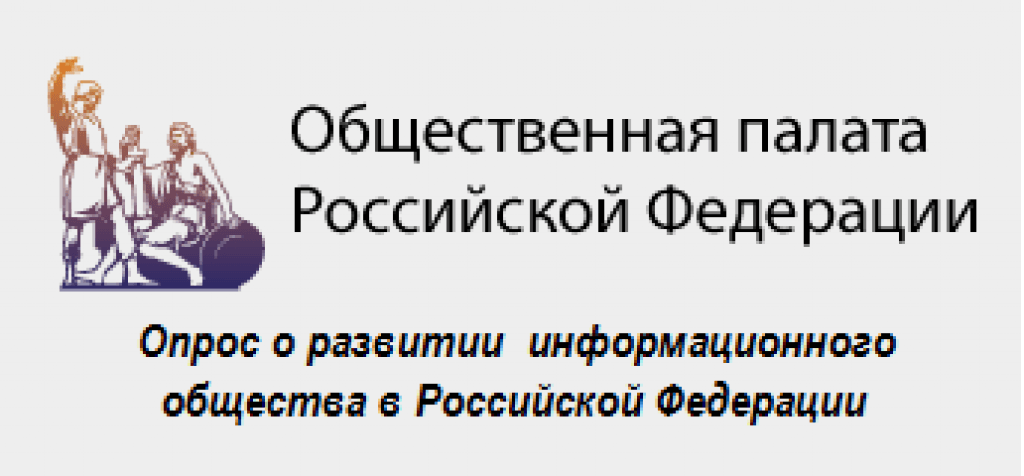 Общественная палата
Российской Федерации
Опрос о развитии информационного
общества в Российской Федерации